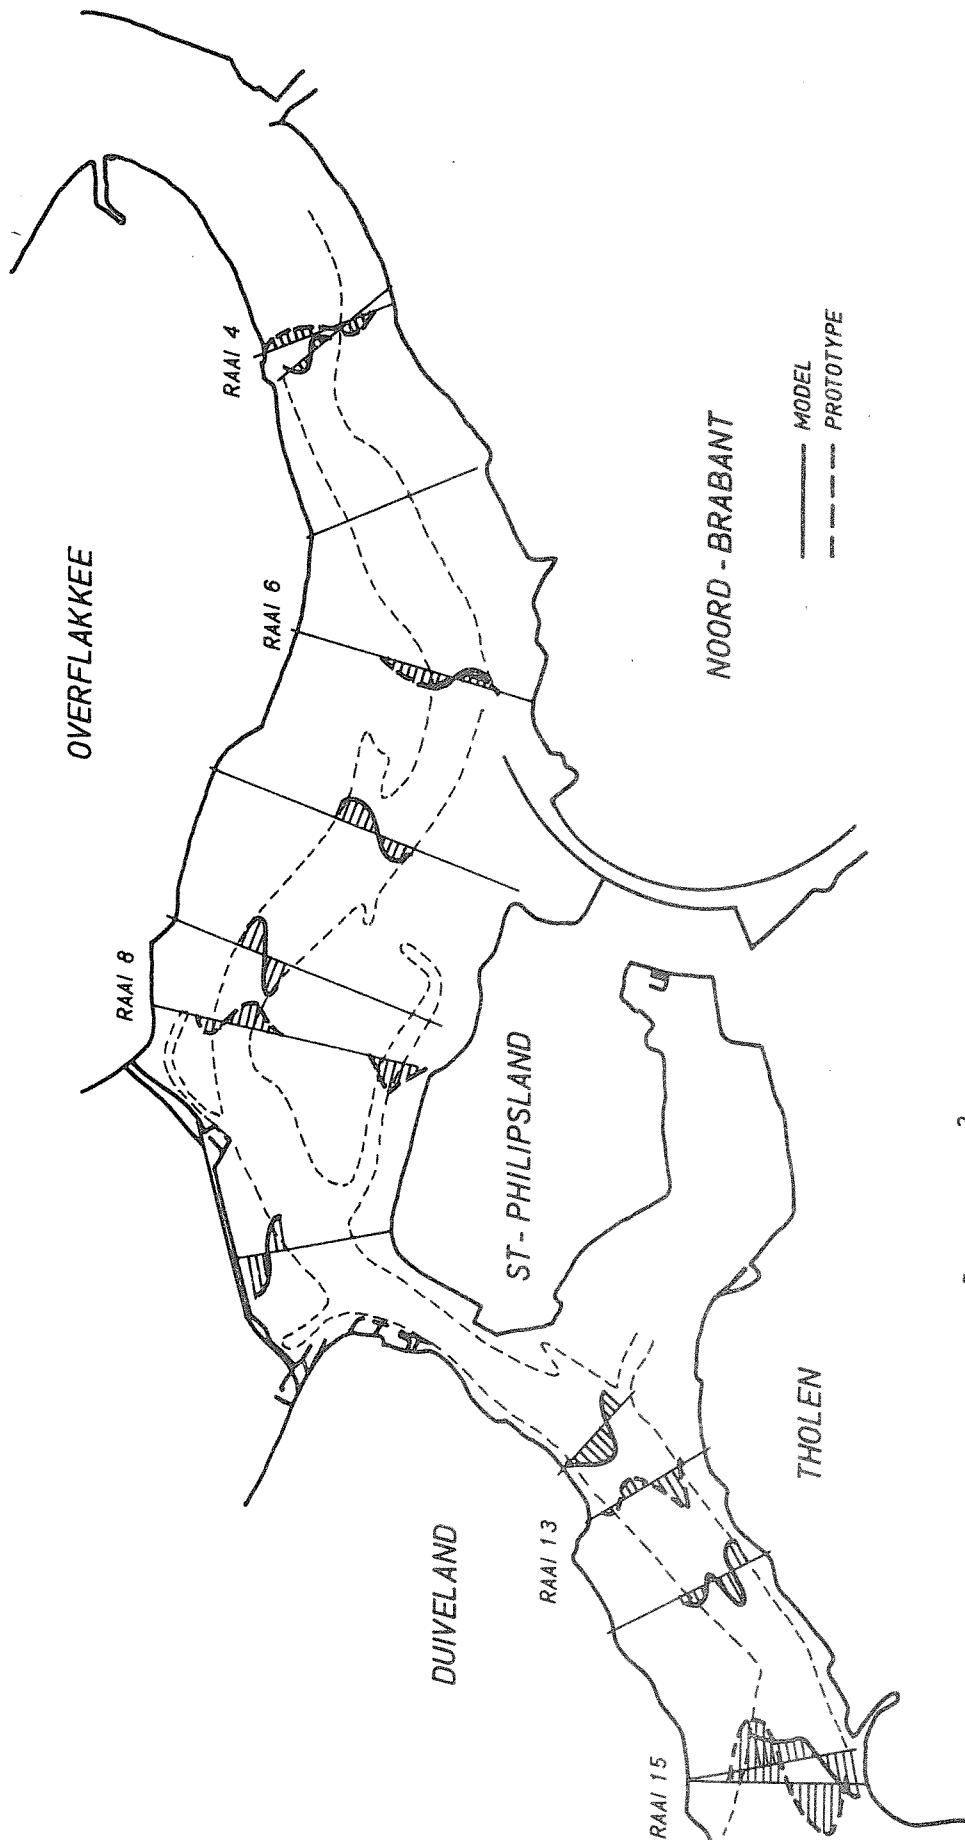 OVERFLAKKEE
RAAI 4
RAAI 6
RAAI 8
NOORD - BRABANT
MODEL
PROTOTYPE
ST - PHILIPSLAND
DUIVELAND
RAAI 13
THOLEN
RAAI 15